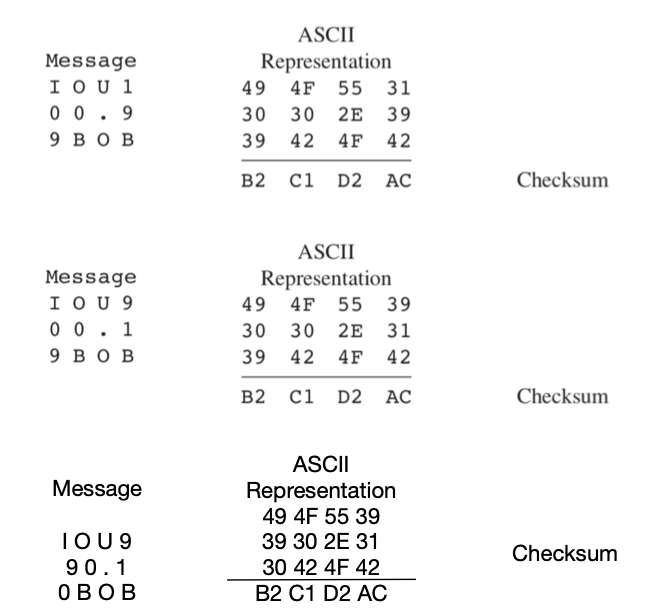 ASCII
Message Representation
I O U 1 49 4F 55 31
0 0 . 9 30 30 2E 39
9 B O B 39 42 4F 42
B2 C1 D2 AC Checksum
ASCII
Message Representation
I O U 9 49 4F 55 39
0 0 . 1 30 30 2E 31
9 B O B 39 42 4F 42
B2 C1 D2 AC Checksum
ASCII
Message Representation
49 4F 55 39
I O U 9 39 30 2E 31
9 0 . 1 30 42 4F 42 Checksum
0 B O B B2 C1 D2 AC